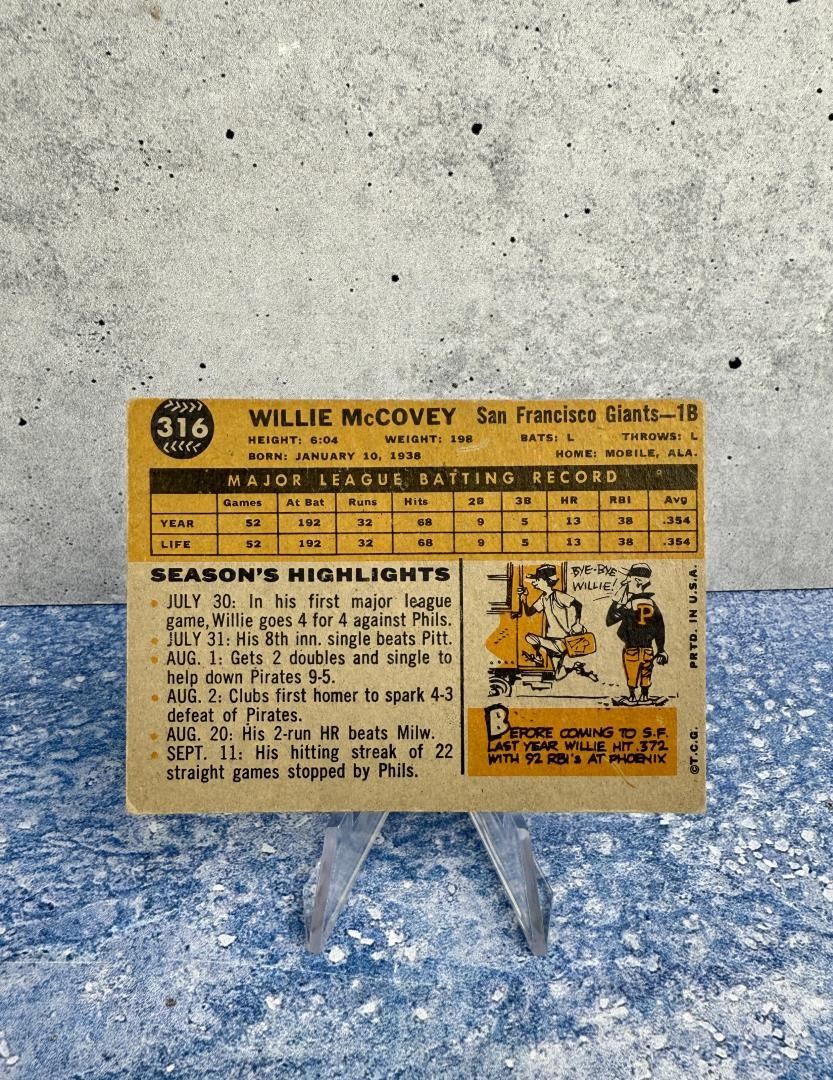 316
WILLIE McCOVEY San Francisco Giants—1B
HEIGHT: 6:04 WEIGHT: 198 BATS: L THROWS: L
BORN: JANUARY 10, 1938 HOME: MOBILE, ALA.
MAJOR LEAGUE BATTING RECORD
Games At Bat Runs Hits 2B 3B HR RBI Avg
YEAR 52 192 32 68 9 5 13 38 .354
LIFE 52 192 32 68 9 5 13 38 .354
SEASON'S HIGHLIGHTS
• JULY 30: In his first major league
game, Willie goes 4 for 4 against Phils.
• JULY 31: His 8th inn. single beats Pitt.
• AUG. 1: Gets 2 doubles and single to
help down Pirates 9-5.
• AUG. 2: Clubs first homer to spark 4-3
defeat of Pirates.
• AUG. 20: His 2-run HR beats Milw.
• SEPT. 11: His hitting streak of 22
straight games stopped by Phils.
BYE-BYE
WILLIE!
P
BEFORE COMING TO S.F.
LAST YEAR WILLIE HIT .372
WITH 92 RBI's AT PHOENIX
©T.C.G. PRTD. IN U.S.A.